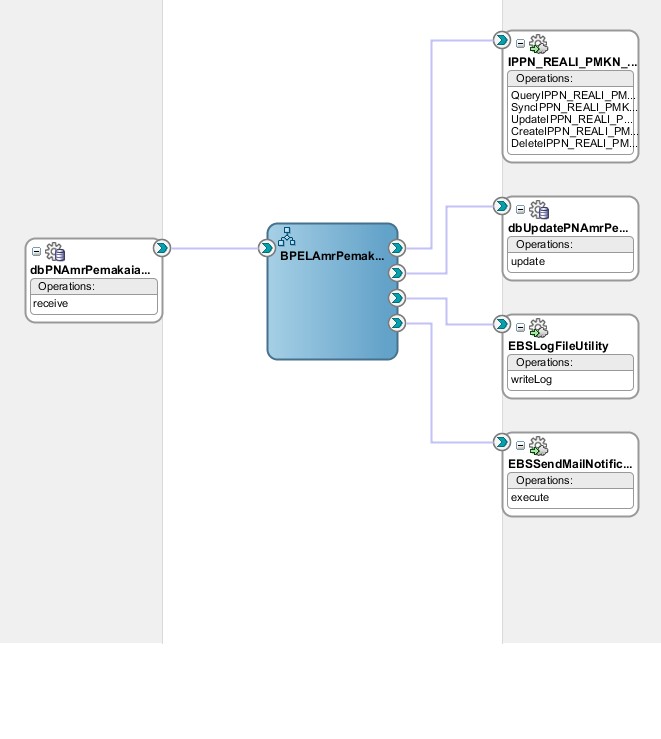 dbPNAmrPemakaia...
Operations:
receive
BPELAmrPemak...
IPPN_REALI_PMKN_...
Operations:
QueryIPPN_REALI_PM...
SyncIPPN_REALI_PMK...
UpdateIPPN_REALI_P...
CreateIPPN_REALI_PM...
DeleteIPPN_REALI_PM...
dbUpdatePNAmrPe...
Operations:
update
EBSLogFileUtility
Operations:
writeLog
EBSSendMailNotific...
Operations:
execute